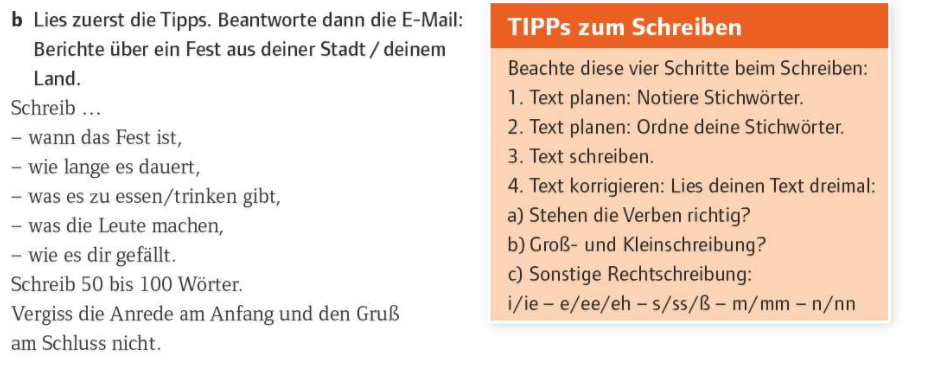 b Lies zuerst die Tipps. Beantworte dann die E-Mail:
Berichte über ein Fest aus deiner Stadt / deinem
Land.
Schreib …
– wann das Fest ist,
– wie lange es dauert,
– was es zu essen/trinken gibt,
– was die Leute machen,
– wie es dir gefällt.
Schreib 50 bis 100 Wörter.
Vergiss die Anrede am Anfang und den Gruß
am Schluss nicht.
TIPPs zum Schreiben
Beachte diese vier Schritte beim Schreiben:
1. Text planen: Notiere Stichwörter.
2. Text planen: Ordne deine Stichwörter.
3. Text schreiben.
4. Text korrigieren: Lies deinen Text dreimal:
a) Stehen die Verben richtig?
b) Groß- und Kleinschreibung?
c) Sonstige Rechtschreibung:
i/ie – e/ee/eh – s/ss/ß – m/mm – n/nn